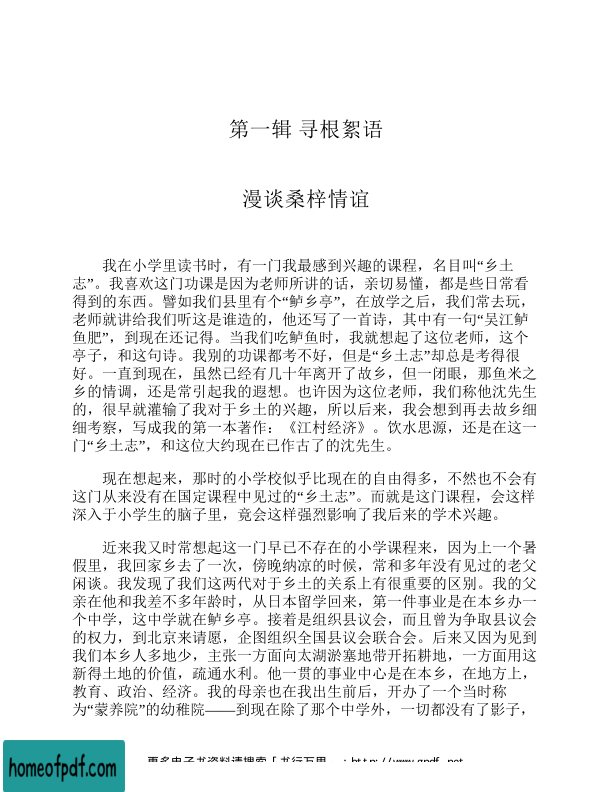 第一辑 寻根絮语
漫谈桑梓情谊
我在小学里读书时，有一门我最感到兴趣的课程，名目叫“乡土
志”。我喜欢这门功课是因为老师所讲的话，亲切易懂，都是些日常看
得到的东西。譬如我们县里有个“鲈乡亭”，在放学之后，我们常去玩，
老师就讲给我们听这是谁造的，他还写了一首诗，其中有一句“吴江鲈
鱼肥”，到现在还记得。当我们吃鲈鱼时，我就想起了这位老师，这个
亭子，和这句诗。我别的功课都考不好，但是“乡土志”却总是考得很
好。一直到现在，虽然已经有几十年离开了故乡，但一闭眼，那鱼米之
乡的情调，还是常引起我的遐想。也许因为这位老师，我们称他沈先生
的，很早就灌输了我对于乡土的兴趣，所以后来，我会想到再去故乡细
细考察，写成我的第一本著作：《江村经济》。饮水思源，还是在这一
门“乡土志”，和这位大约现在已作古了的沈先生。
现在想起来，那时的小学校似乎比现在的自由得多，不然也不会有
这门从来没有在国定课程中见过的“乡土志”。而就是这门课程，会这样
深入于小学生的脑子里，竟会这样强烈影响了我后来的学术兴趣。
近来我又时常想起这一门早已不存在的小学课程来，因为上一个暑
假里，我回家乡去了一次，傍晚纳凉的时候，常和多年没有见过的老父
闲谈。我发现了我们这两代对于乡土的关系上有很重要的区别。我的父
亲在他和我差不多年龄时，从日本留学回来，第一件事业是在本乡办一
个中学，这中学就在鲈乡亭。接着是组织县议会，而且曾为争取县议会
的权力，到北京来请愿，企图组织全国县议会联合会。后来又因为见到
我们本乡人多地少，主张一方面向太湖淤塞地带开拓耕地，一方面用这
新得土地的价值，疏通水利。他一贯的事业中心是在本乡，在地方上，
教育、政治、经济。我的母亲也在我出生前后，开办了一个当时称
为“蒙养院”的幼稚院——到现在除了那个中学外，一切都没有了影子，
homeofpdf.com